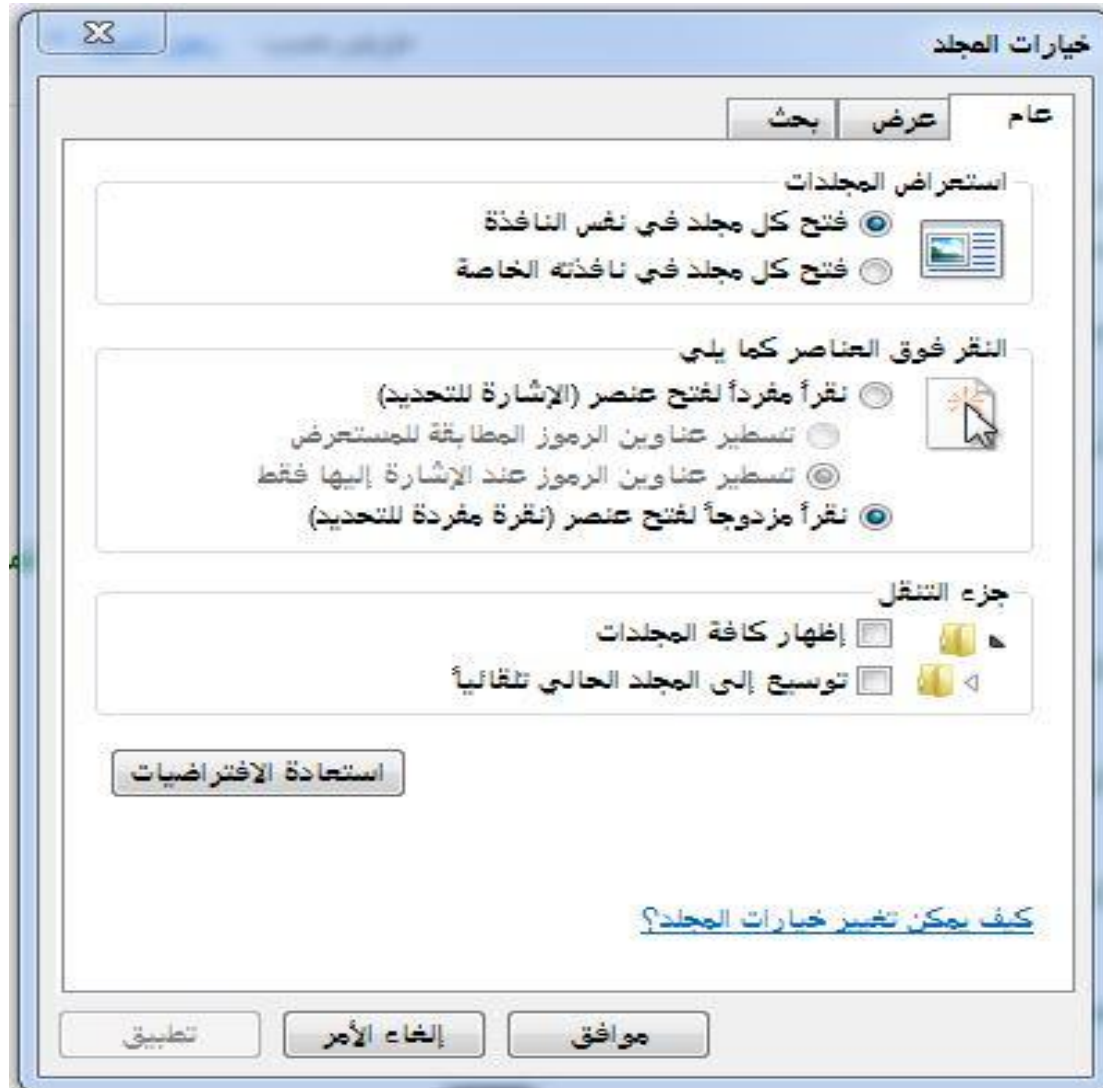 خيارات المجلد
عام
عرض
بحث
استعراض المجلدات
فتح كل مجلد في نفس النافذة
فتح كل مجلد في نافذته الخاصة
النقر فوق العناصر كما يلي
نقراً مفرداً لفتح عنصر (الإشارة للتحديد)
تسطير عناوين الرموز المطابقة للمستعرض
تسطير عناوين الرموز عند الإشارة إليها فقط
نقراً مزدوجاً لفتح عنصر (نقرة مفردة للتحديد)
جزء التنقل
إظهار كافة المجلدات
توسيع إلى المجلد الحالي تلقائياً
استعادة الافتراضيات
كيف يمكن تغيير خيارات المجلد؟
موافق
إلغاء الأمر
تطبيق